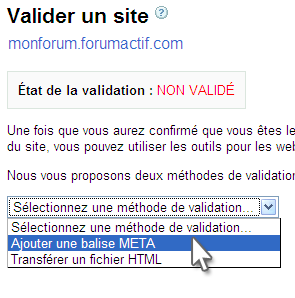 Valider un site ?
monforum.forumactif.com
État de la validation : NON VALIDÉ
Une fois que vous aurez confirmé que vous êtes le
du site, vous pouvez utiliser les outils pour les web
Nous vous proposons deux méthodes de validation
Sélectionnez une méthode de validation...
Sélectionnez une méthode de validation...
Ajouter une balise META
Transférer un fichier HTML